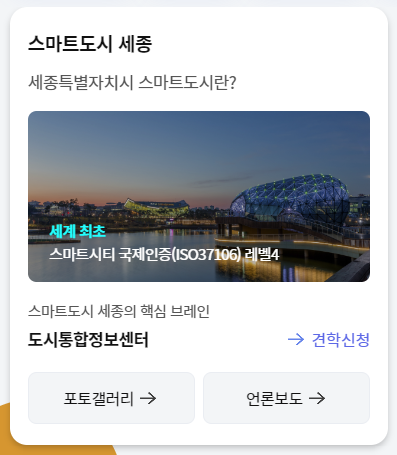 스마트도시 세종
세종특별자치시 스마트도시란?
세계 최초
스마트시티 국제인증(ISO37106) 레벨4
스마트도시 세종의 핵심 브레인
도시통합정보센터
→ 견학신청
포토갤러리 →
언론보도 →